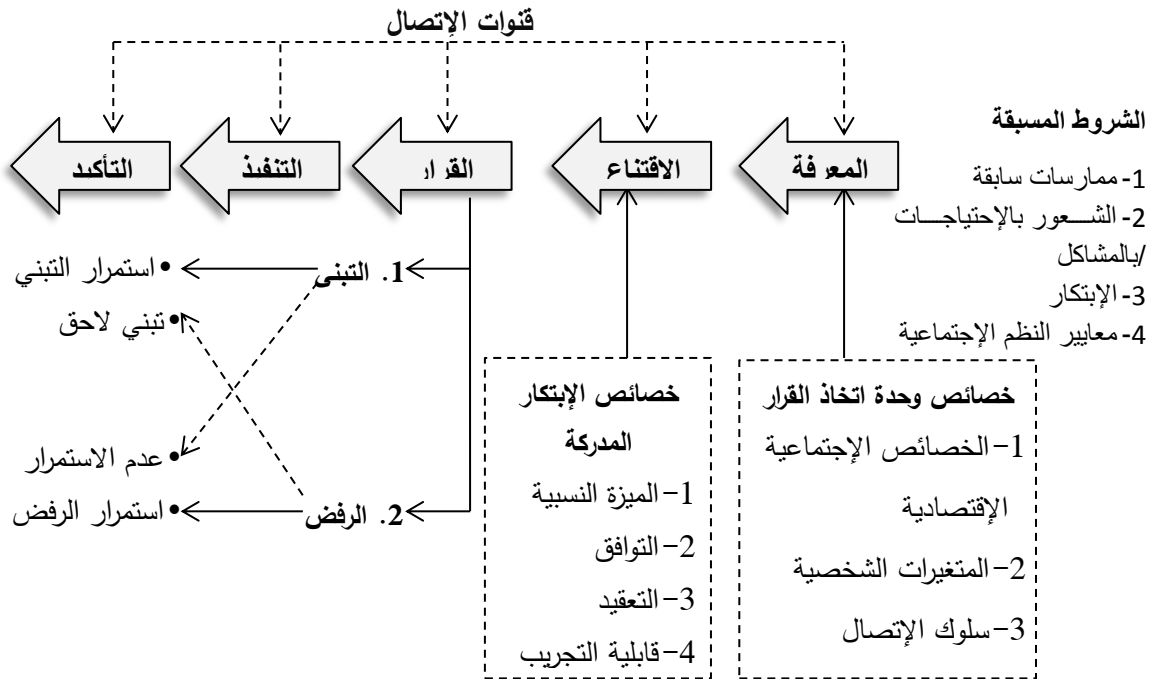 قنوات الإتصال
الشروط المسبقة
1- ممارسات سابقة
2- الشعور بالإحتياجات
/بالمشاكل
3- الإبتكار
4- معايير النظم الإجتماعية
المعرفة
الاقتناع
القرار
التنفيذ
التأكيد
1. التبنى
• استمرار التبني
• تبني لاحق
• عدم الاستمرار
2. الرفض
• استمرار الرفض
خصائص وحدة اتخاذ القرار
1- الخصائص الإجتماعية
الإقتصادية
2- المتغيرات الشخصية
3- سلوك الإتصال
خصائص الإبتكار
المدركة
1- الميزة النسبية
2- التوافق
3- التعقيد
4- قابلية التجريب